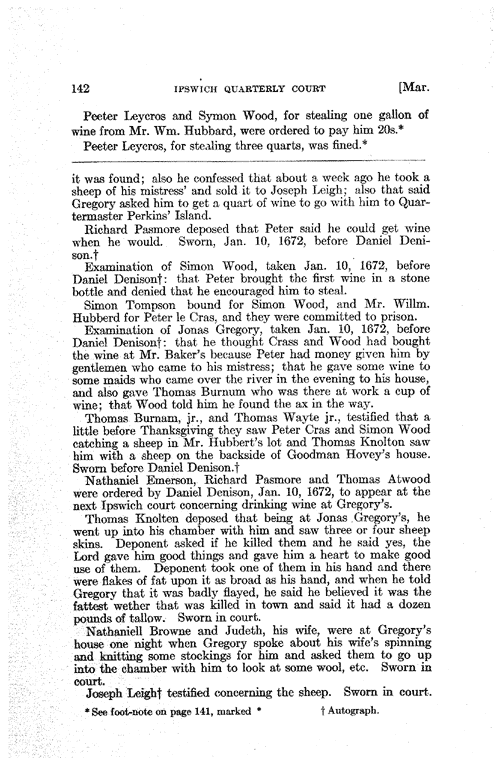 142 IPSWICH QUARTERLY COURT [Mar.
Peeter Leycros and Symon Wood, for stealing one gallon of
wine from Mr. Wm. Hubbard, were ordered to pay him 20s.*
Peeter Leycros, for stealing three quarts, was fined.*
it was found; also he confessed that about a week ago he took a
sheep of his mistress' and sold it to Joseph Leigh; also that said
Gregory asked him to get a quart of wine to go with him to Quar-
termaster Perkins' Island.
Richard Pasmore deposed that Peter said he could get wine
when he would. Sworn, Jan. 10, 1672, before Daniel Deni-
son.†
Examination of Simon Wood, taken Jan. 10, 1672, before
Daniel Denison†: that Peter brought the first wine in a stone
bottle and denied that he encouraged him to steal.
Simon Tompson bound for Simon Wood, and Mr. Willm.
Hubberd for Peter le Cras, and they were committed to prison.
Examination of Jonas Gregory, taken Jan. 10, 1672, before
Daniel Denison†: that he thought Crass and Wood had bought
the wine at Mr. Baker's because Peter had money given him by
gentlemen who came to his mistress; that he gave some wine to
some maids who came over the river in the evening to his house,
and also gave Thomas Burnum who was there at work a cup of
wine; that Wood told him he found the ax in the way.
Thomas Burnam, jr., and Thomas Wayte jr., testified that a
little before Thanksgiving they saw Peter Cras and Simon Wood
catching a sheep in Mr. Hubbert's lot and Thomas Knolton saw
him with a sheep on the backside of Goodman Hovey's house.
Sworn before Daniel Denison.†
Nathaniel Emerson, Richard Pasmore and Thomas Atwood
were ordered by Daniel Denison, Jan. 10, 1672, to appear at the
next Ipswich court concerning drinking wine at Gregory's.
Thomas Knolten deposed that being at Jonas Gregory's, he
went up into his chamber with him and saw three or four sheep
skins. Deponent asked if he killed them and he said yes, the
Lord gave him good things and gave him a heart to make good
use of them. Deponent took one of them in his hand and there
were flakes of fat upon it as broad as his hand, and when he told
Gregory that it was badly flayed, he said he believed it was the
fattest wether that was killed in town and said it had a dozen
pounds of tallow. Sworn in court.
Nathaniell Browne and Judeth, his wife, were at Gregory's
house one night when Gregory spoke about his wife's spinning
and knitting some stockings for him and asked them to go up
into the chamber with him to look at some wool, etc. Sworn in
court.
Joseph Leigh† testified concerning the sheep. Sworn in court.
* See foot-note on page 141, marked * † Autograph.